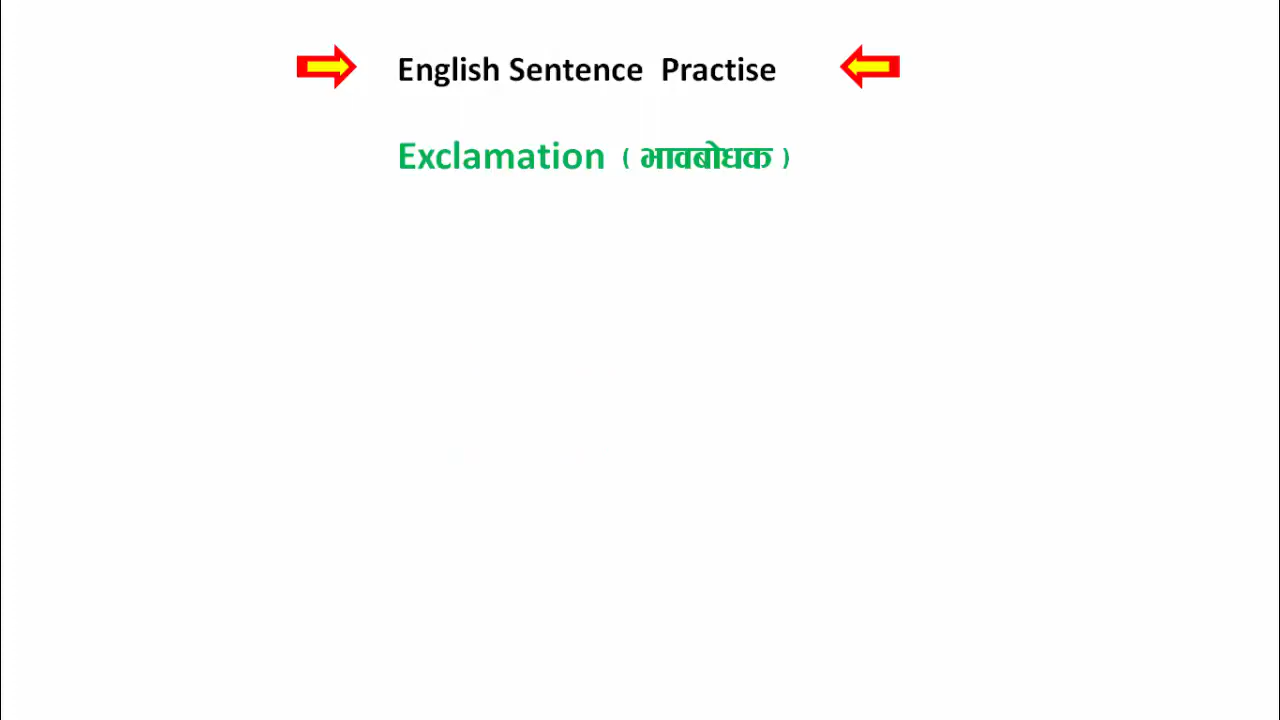 English Sentence Practise
Exclamation ( भावबोधक )